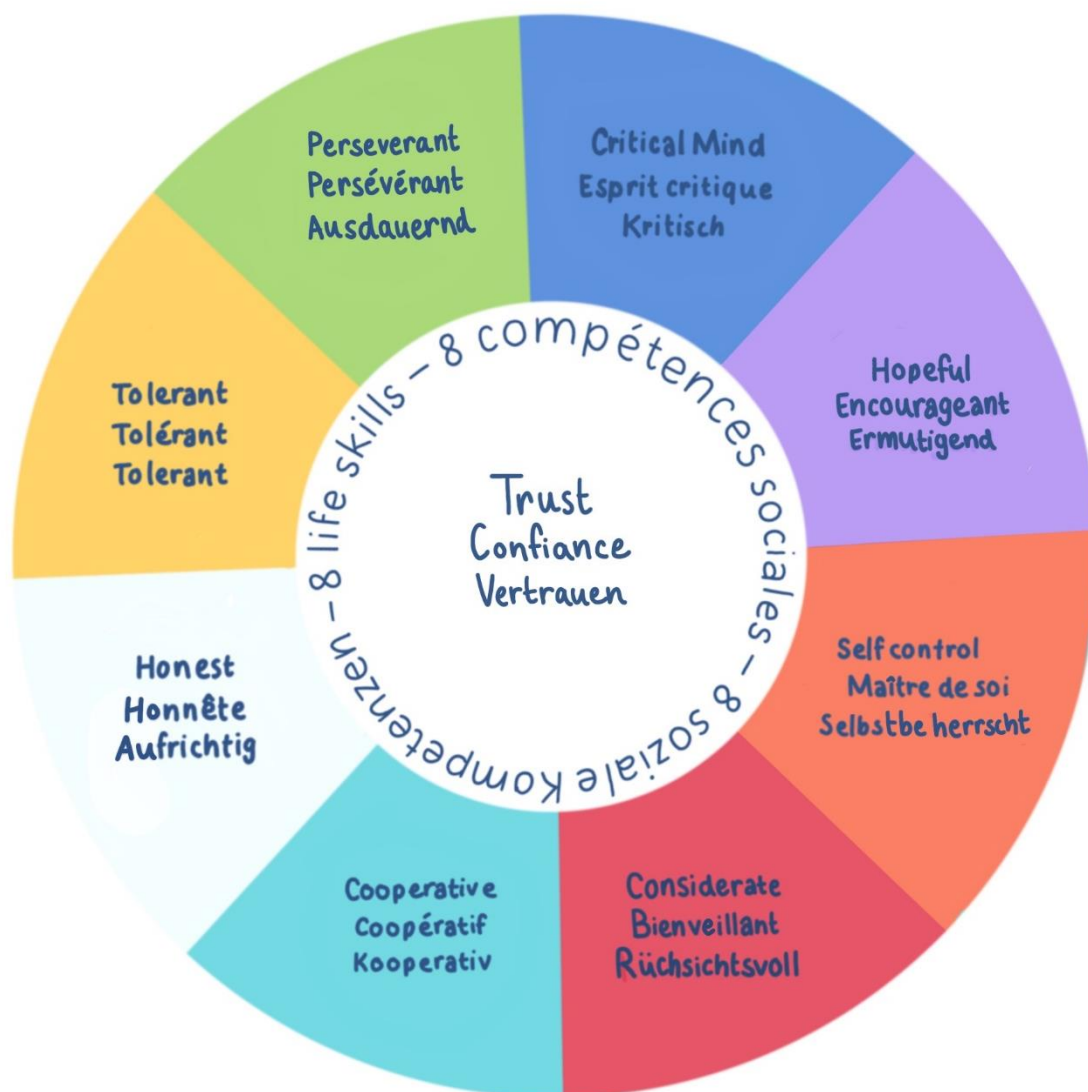 Perseverant
Persévérant
Ausdauernd
Critical Mind
Esprit critique
Kritisch
Hopeful
Encourageant
Ermutigend
Self control
Maître de soi
Selbstbe herrscht
Considerate
Bienveillant
Rüchsichtsvoll
Cooperative
Coopératif
Kooperativ
Honest
Honnête
Aufrichtig
Tolerant
Tolérant
Tolerant
8 life skills – 8 compétences sociales – 8 soziale Kompetenzen –
Trust
Confiance
Vertrauen